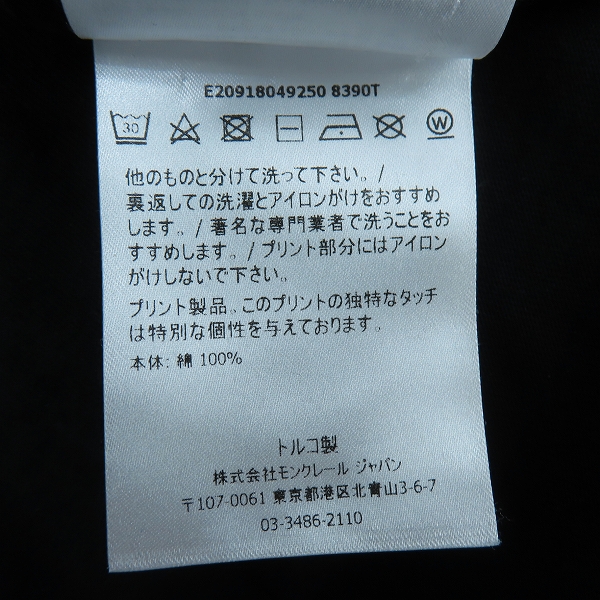 E20918049250 8390T
30 W
他のものと分けて洗って下さい。/
裏返しての洗濯とアイロンがけをおすすめ
します。/ 著名な専門業者で洗うことをお
すすめします。/ プリント部分にはアイロン
がけしないで下さい。
プリント製品。このプリントの独特なタッチ
は特別な個性を与えております。
本体: 綿 100%
トルコ製
株式会社モンクレール ジャパン
〒107-0061 東京都港区北青山3-6-7
03-3486-2110